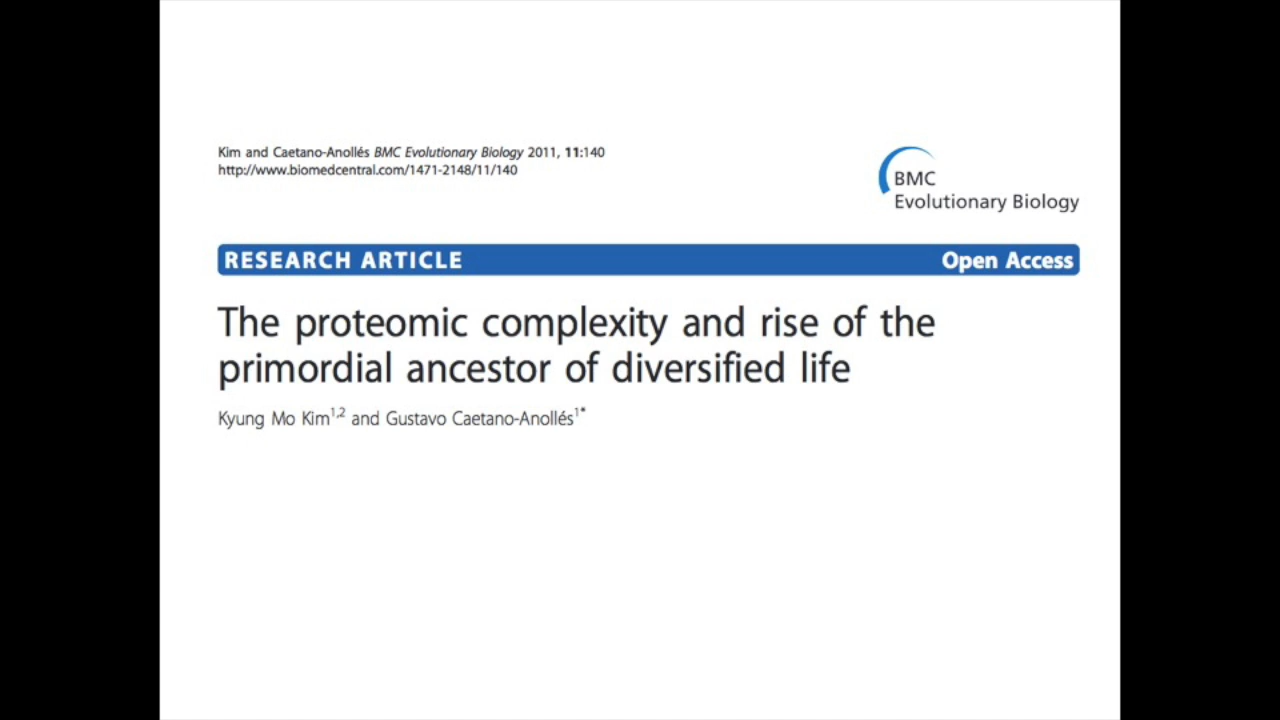 Kim and Caetano-Anollés BMC Evolutionary Biology 2011, 11:140
http://www.biomedcentral.com/1471-2148/11/140
BMC
Evolutionary Biology
RESEARCH ARTICLE Open Access
The proteomic complexity and rise of the
primordial ancestor of diversified life
Kyung Mo Kim1,2 and Gustavo Caetano-Anollés1*